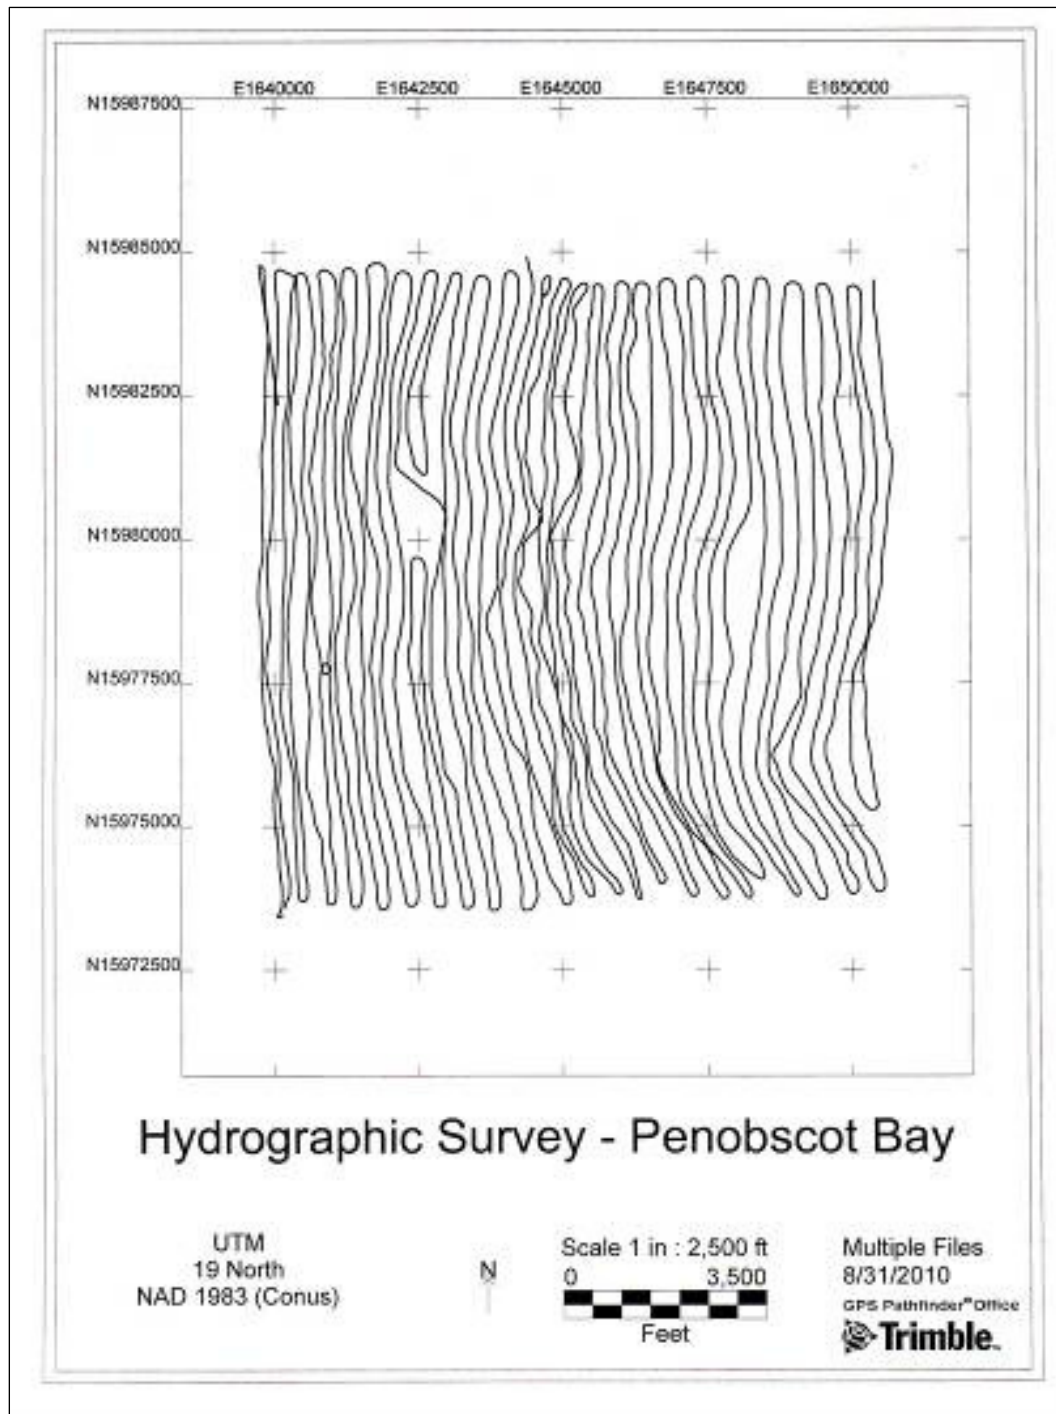 E1640000 E1642500 E1645000 E1647500 E1650000
N15987500
N15985000
N15982500
N15980000
N15977500
N15975000
N15972500
Hydrographic Survey - Penobscot Bay
UTM
19 North
NAD 1983 (Conus)
N
Scale 1 in : 2,500 ft
0 3,500
Feet
Multiple Files
8/31/2010
GPS Pathfinder® Office
Trimble.